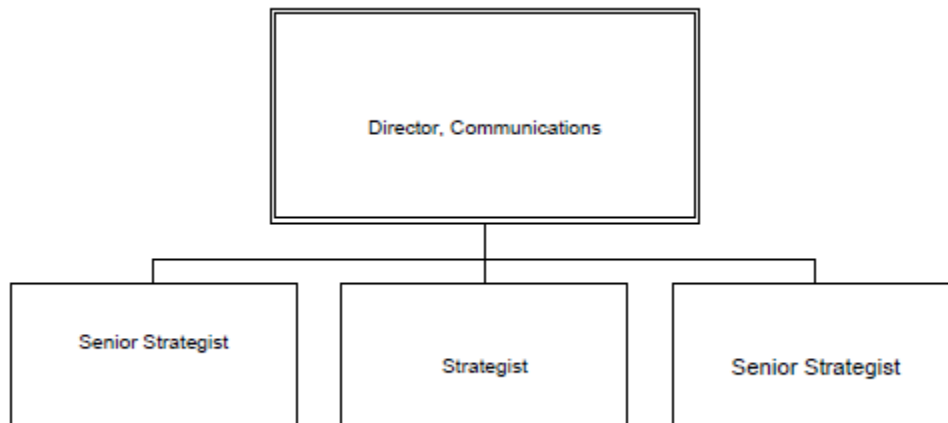 Director, Communications
Senior Strategist
Strategist
Senior Strategist